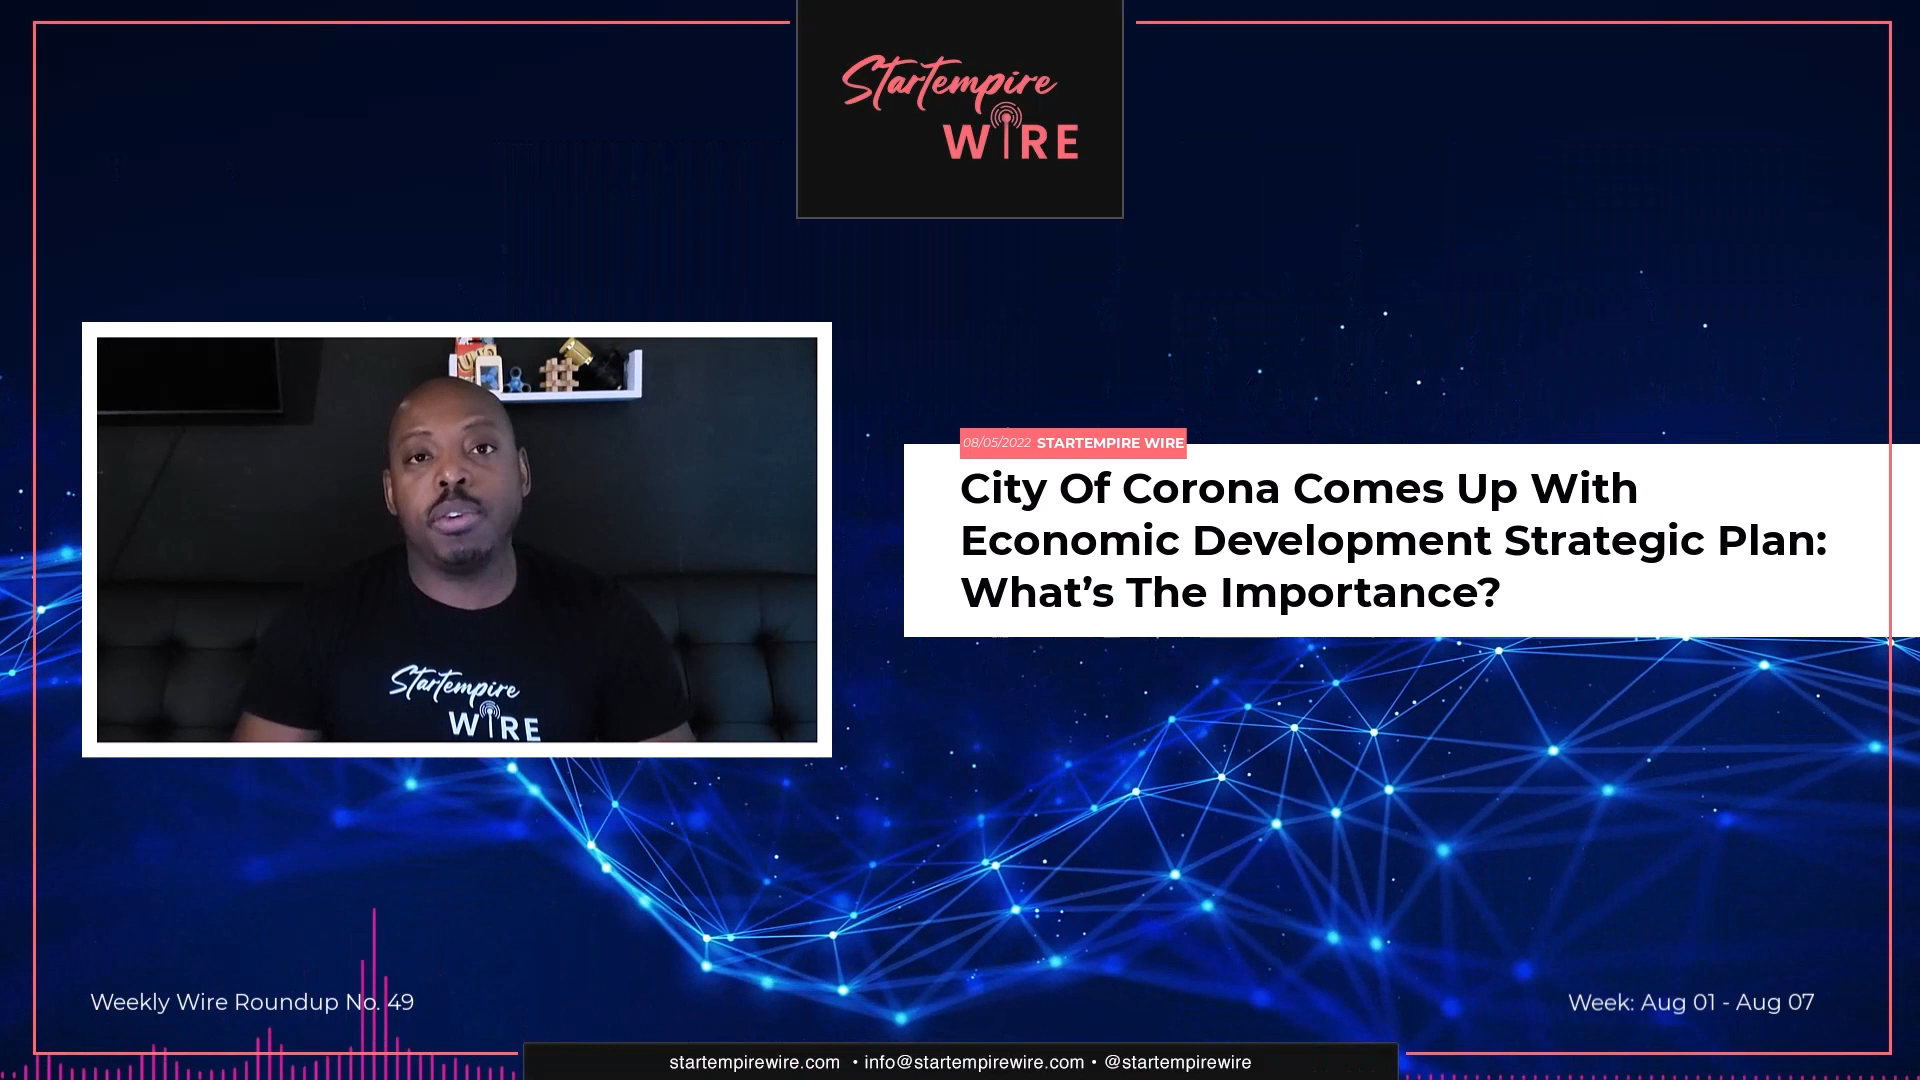 Startempire
WIRE
08/05/2022 STARTEMPIRE WIRE
City Of Corona Comes Up With
Economic Development Strategic Plan:
What’s The Importance?
Startempire
WIRE
Weekly Wire Roundup No. 49
Week: Aug 01 - Aug 07
startempirewire.com • info@startempirewire.com • @startempirewire